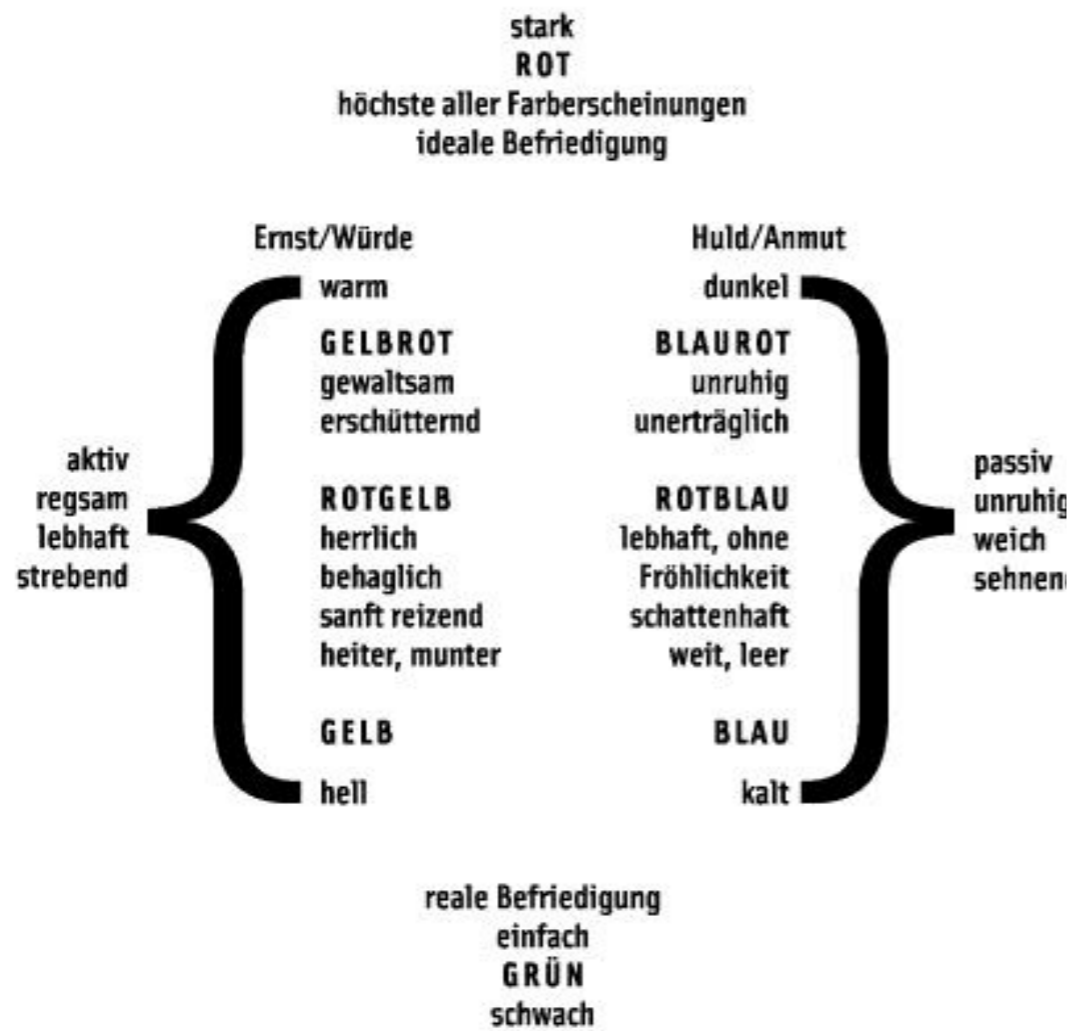 stark
ROT
höchste aller Farberscheinungen
ideale Befriedigung
Ernst/Würde
warm
GELBROT
gewaltsam
erschütternd
ROTGELB
herrlich
behaglich
sanft reizend
heiter, munter
GELB
hell
aktiv
regsam
lebhaft
strebend
Huld/Anmut
dunkel
BLAUROT
unruhig
unerträglich
ROTBLAU
lebhaft, ohne
Fröhlichkeit
schattenhaft
weit, leer
BLAU
kalt
passiv
unruhig
weich
sehnen
reale Befriedigung
einfach
GRÜN
schwach